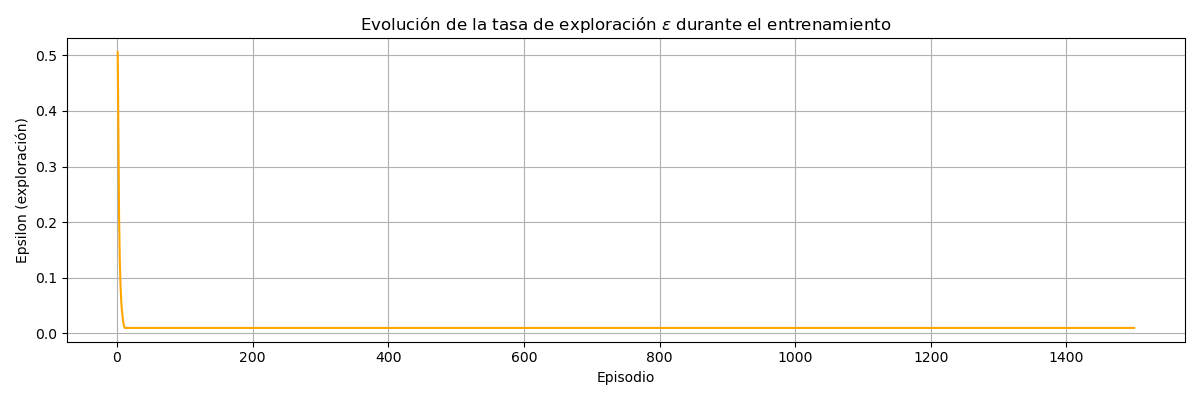 Evolución de la tasa de exploración ε durante el entrenamiento
Epsilon (exploración)
0.5
0.4
0.3
0.2
0.1
0.0
0 200 400 600 800 1000 1200 1400
Episodio